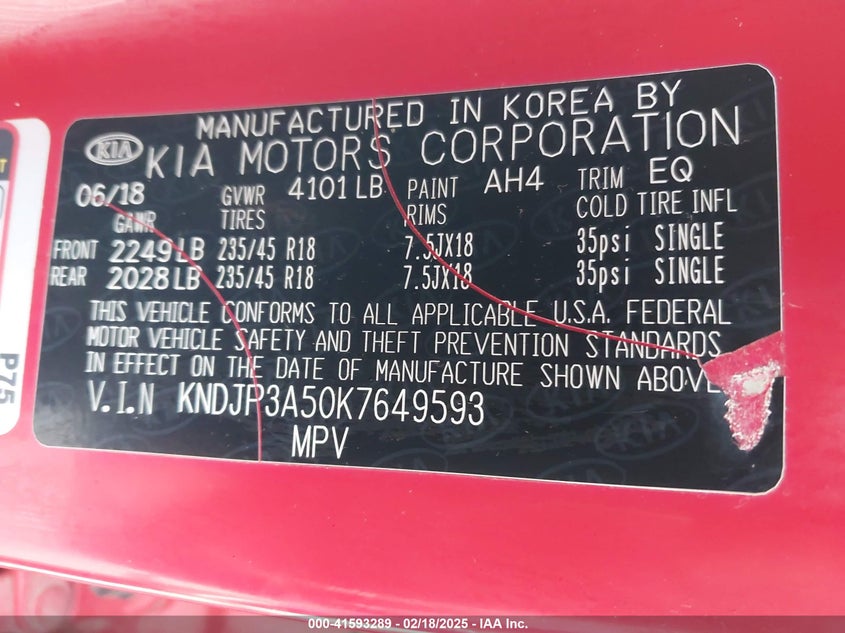 MANUFACTURED IN KOREA BY
KIA KIA MOTORS CORPORATION
06/18 GVWR 4101 LB PAINT AH4 TRIM EQ
GAWR TIRES RIMS COLD TIRE INFL
FRONT 2249 LB 235/45 R18 7.5JX18 35psi SINGLE
REAR 2028 LB 235/45 R18 7.5JX18 35psi SINGLE
THIS VEHICLE CONFORMS TO ALL APPLICABLE U.S.A. FEDERAL
MOTOR VEHICLE SAFETY AND THEFT PREVENTION STANDARDS
IN EFFECT ON THE DATE OF MANUFACTURE SHOWN ABOVE
V.I.N KNDJP3A50K7649593
MPV
P75
000-41593289 - 02/18/2025 - IAA Inc.